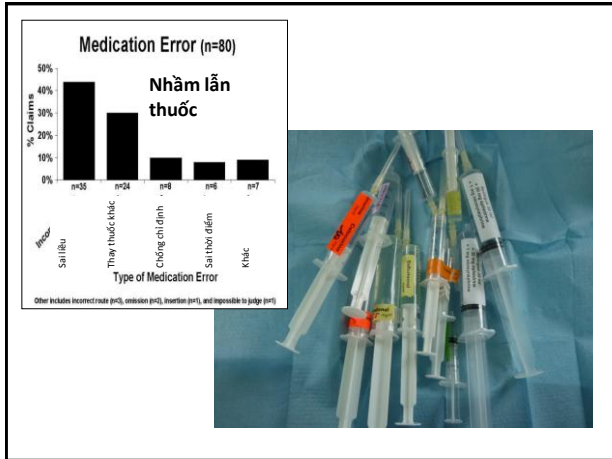 Medication Error (n=80)
Nhầm lẫn
thuốc
% Claims
50%
40%
30%
20%
10%
0%
n=35
n=24
n=8
n=6
n=7
Incor
Sai liều
Thay thuốc khác
Chống chỉ định
Sai thời điểm
Khác
Type of Medication Error
Other includes incorrect route (n=3), omission (n=2), insertion (n=1), and impossible to judge (n=1)